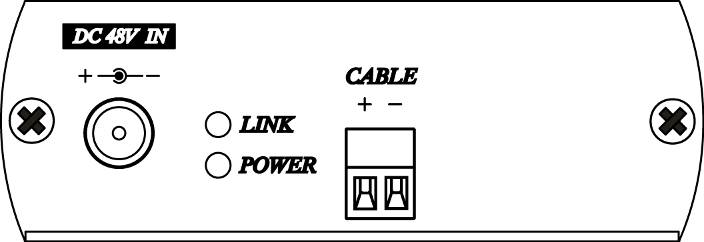 DC 48V IN
+ −
CABLE
+ −
LINK
POWER